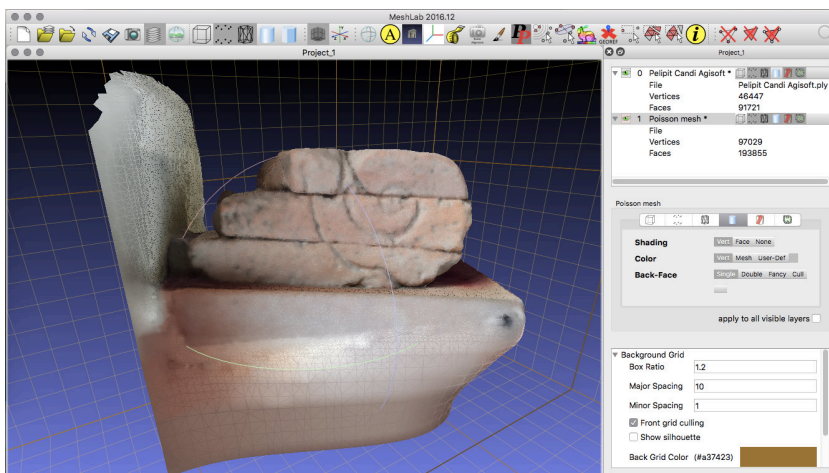 MeshLab 2016.12
Project_1
Project_1
0 Pelipit Candi Agisoft *
File Pelipit Candi Agisoft.ply
Vertices 46447
Faces 91721
1 Poisson mesh *
File
Vertices 97029
Faces 193855
Poisson mesh
Shading Vert Face None
Color Vert Mesh User-Def
Back-Face Single Double Fancy Cull
apply to all visible layers
Background Grid
Box Ratio 1.2
Major Spacing 10
Minor Spacing 1
Front grid culling
Show silhouette
Back Grid Color (#a37423)